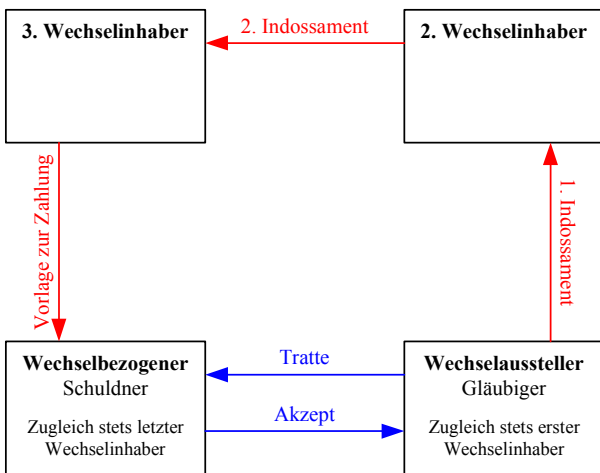 3. Wechselinhaber
2. Indossament
2. Wechselinhaber
Vorlage zur Zahlung
1. Indossament
Wechselbezogener
Schuldner
Zugleich stets letzter
Wechselinhaber
Tratte
Akzept
Wechselaussteller
Gläubiger
Zugleich stets erster
Wechselinhaber